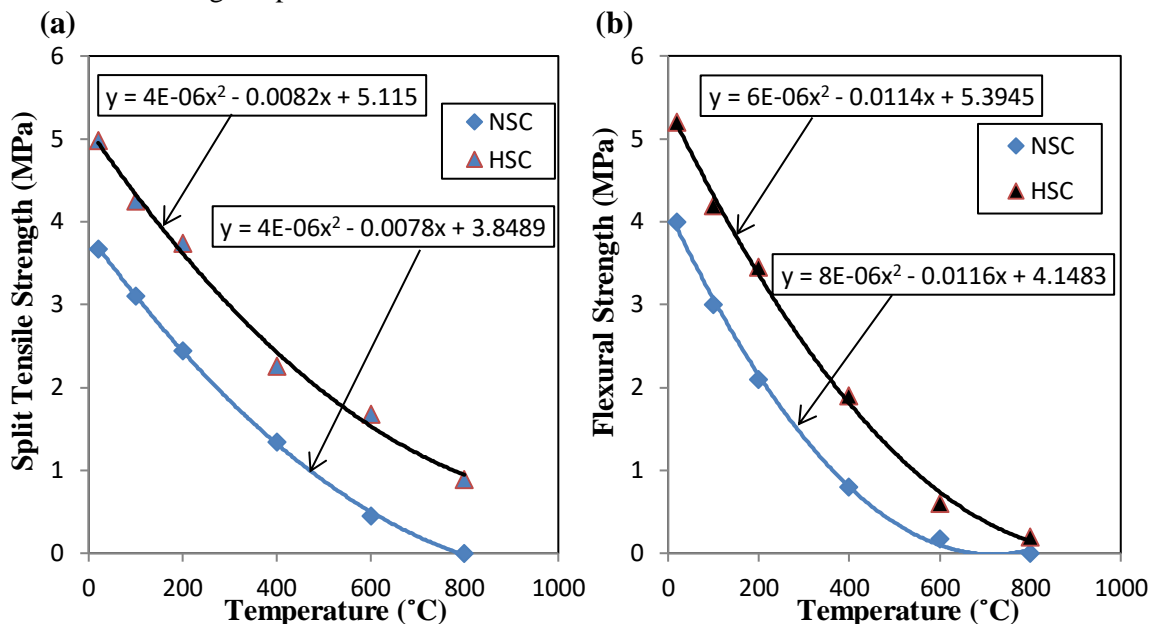 (a)
6
5
4
3
2
1
0
Split Tensile Strength (MPa)
y = 4E-06x² - 0.0082x + 5.115
NSC
HSC
y = 4E-06x² - 0.0078x + 3.8489
0 200 400 600 800 1000
Temperature (˚C)
(b)
6
5
4
3
2
1
0
Flexural Strength (MPa)
y = 6E-06x² - 0.0114x + 5.3945
NSC
HSC
y = 8E-06x² - 0.0116x + 4.1483
0 200 400 600 800 1000
Temperature (˚C)